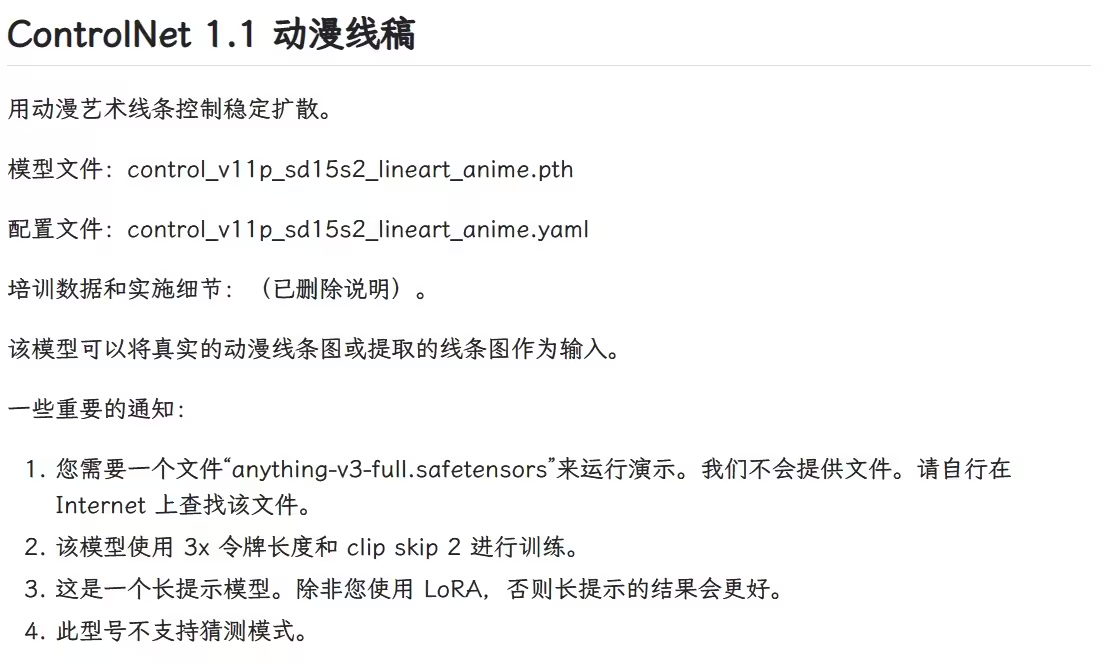 ControlNet 1.1 动漫线稿
用动漫艺术线条控制稳定扩散。
模型文件：control_v11p_sd15s2_lineart_anime.pth
配置文件：control_v11p_sd15s2_lineart_anime.yaml
培训数据和实施细节：（已删除说明）。
该模型可以将真实的动漫线条图或提取的线条图作为输入。
一些重要的通知：
1. 您需要一个文件“anything-v3-full.safetensors”来运行演示。我们不会提供文件。请自行在
Internet 上查找该文件。
2. 该模型使用 3x 令牌长度和 clip skip 2 进行训练。
3. 这是一个长提示模型。除非您使用 LoRA，否则长提示的结果会更好。
4. 此型号不支持猜测模式。